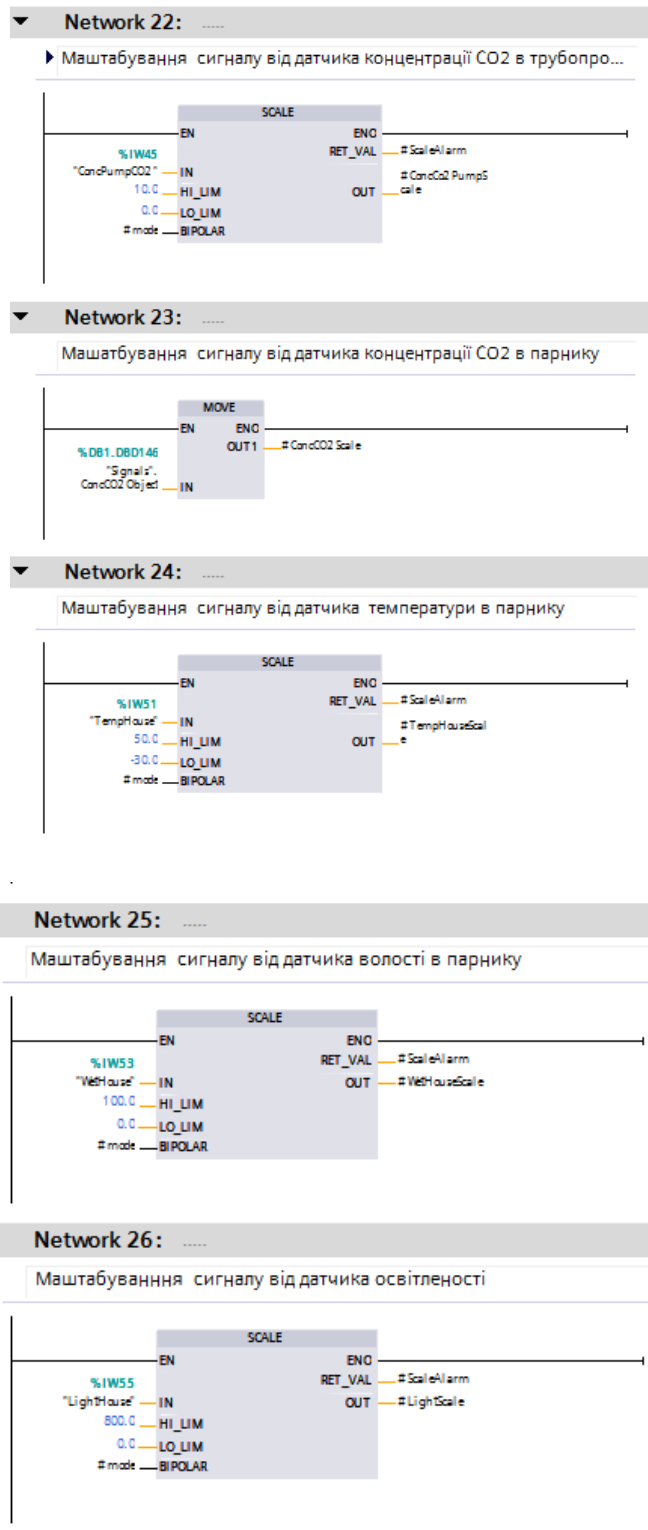 Network 22: .....
Маштабування сигналу від датчика концентрації CO2 в трубопро...
SCALE
EN ENO
%IW45 RET_VAL #ScaleAlarm
"ConcPumpCO2" IN #ConcCo2PumpS
10.0 HI_LIM OUT cale
0.0 LO_LIM
#mode BIPOLAR
Network 23: .....
Машатбування сигналу від датчика концентрації CO2 в парнику
MOVE
EN ENO
%DB1.DBD146 OUT1 #ConcCO2Scale
"Signals".
ConcCO2Object IN
Network 24: .....
Маштабування сигналу від датчика температури в парнику
SCALE
EN ENO
%IW51 RET_VAL #ScaleAlarm
"TempHouse" IN #TempHouseScal
50.0 HI_LIM OUT e
-30.0 LO_LIM
#mode BIPOLAR
.
Network 25: .....
Маштабування сигналу від датчика волості в парнику
SCALE
EN ENO
%IW53 RET_VAL #ScaleAlarm
"WetHouse" IN OUT #WetHouseScale
100.0 HI_LIM
0.0 LO_LIM
#mode BIPOLAR
Network 26: .....
Маштабуванння сигналу від датчика освітленості
SCALE
EN ENO
%IW55 RET_VAL #ScaleAlarm
"LightHouse" IN OUT #LightScale
800.0 HI_LIM
0.0 LO_LIM
#mode BIPOLAR